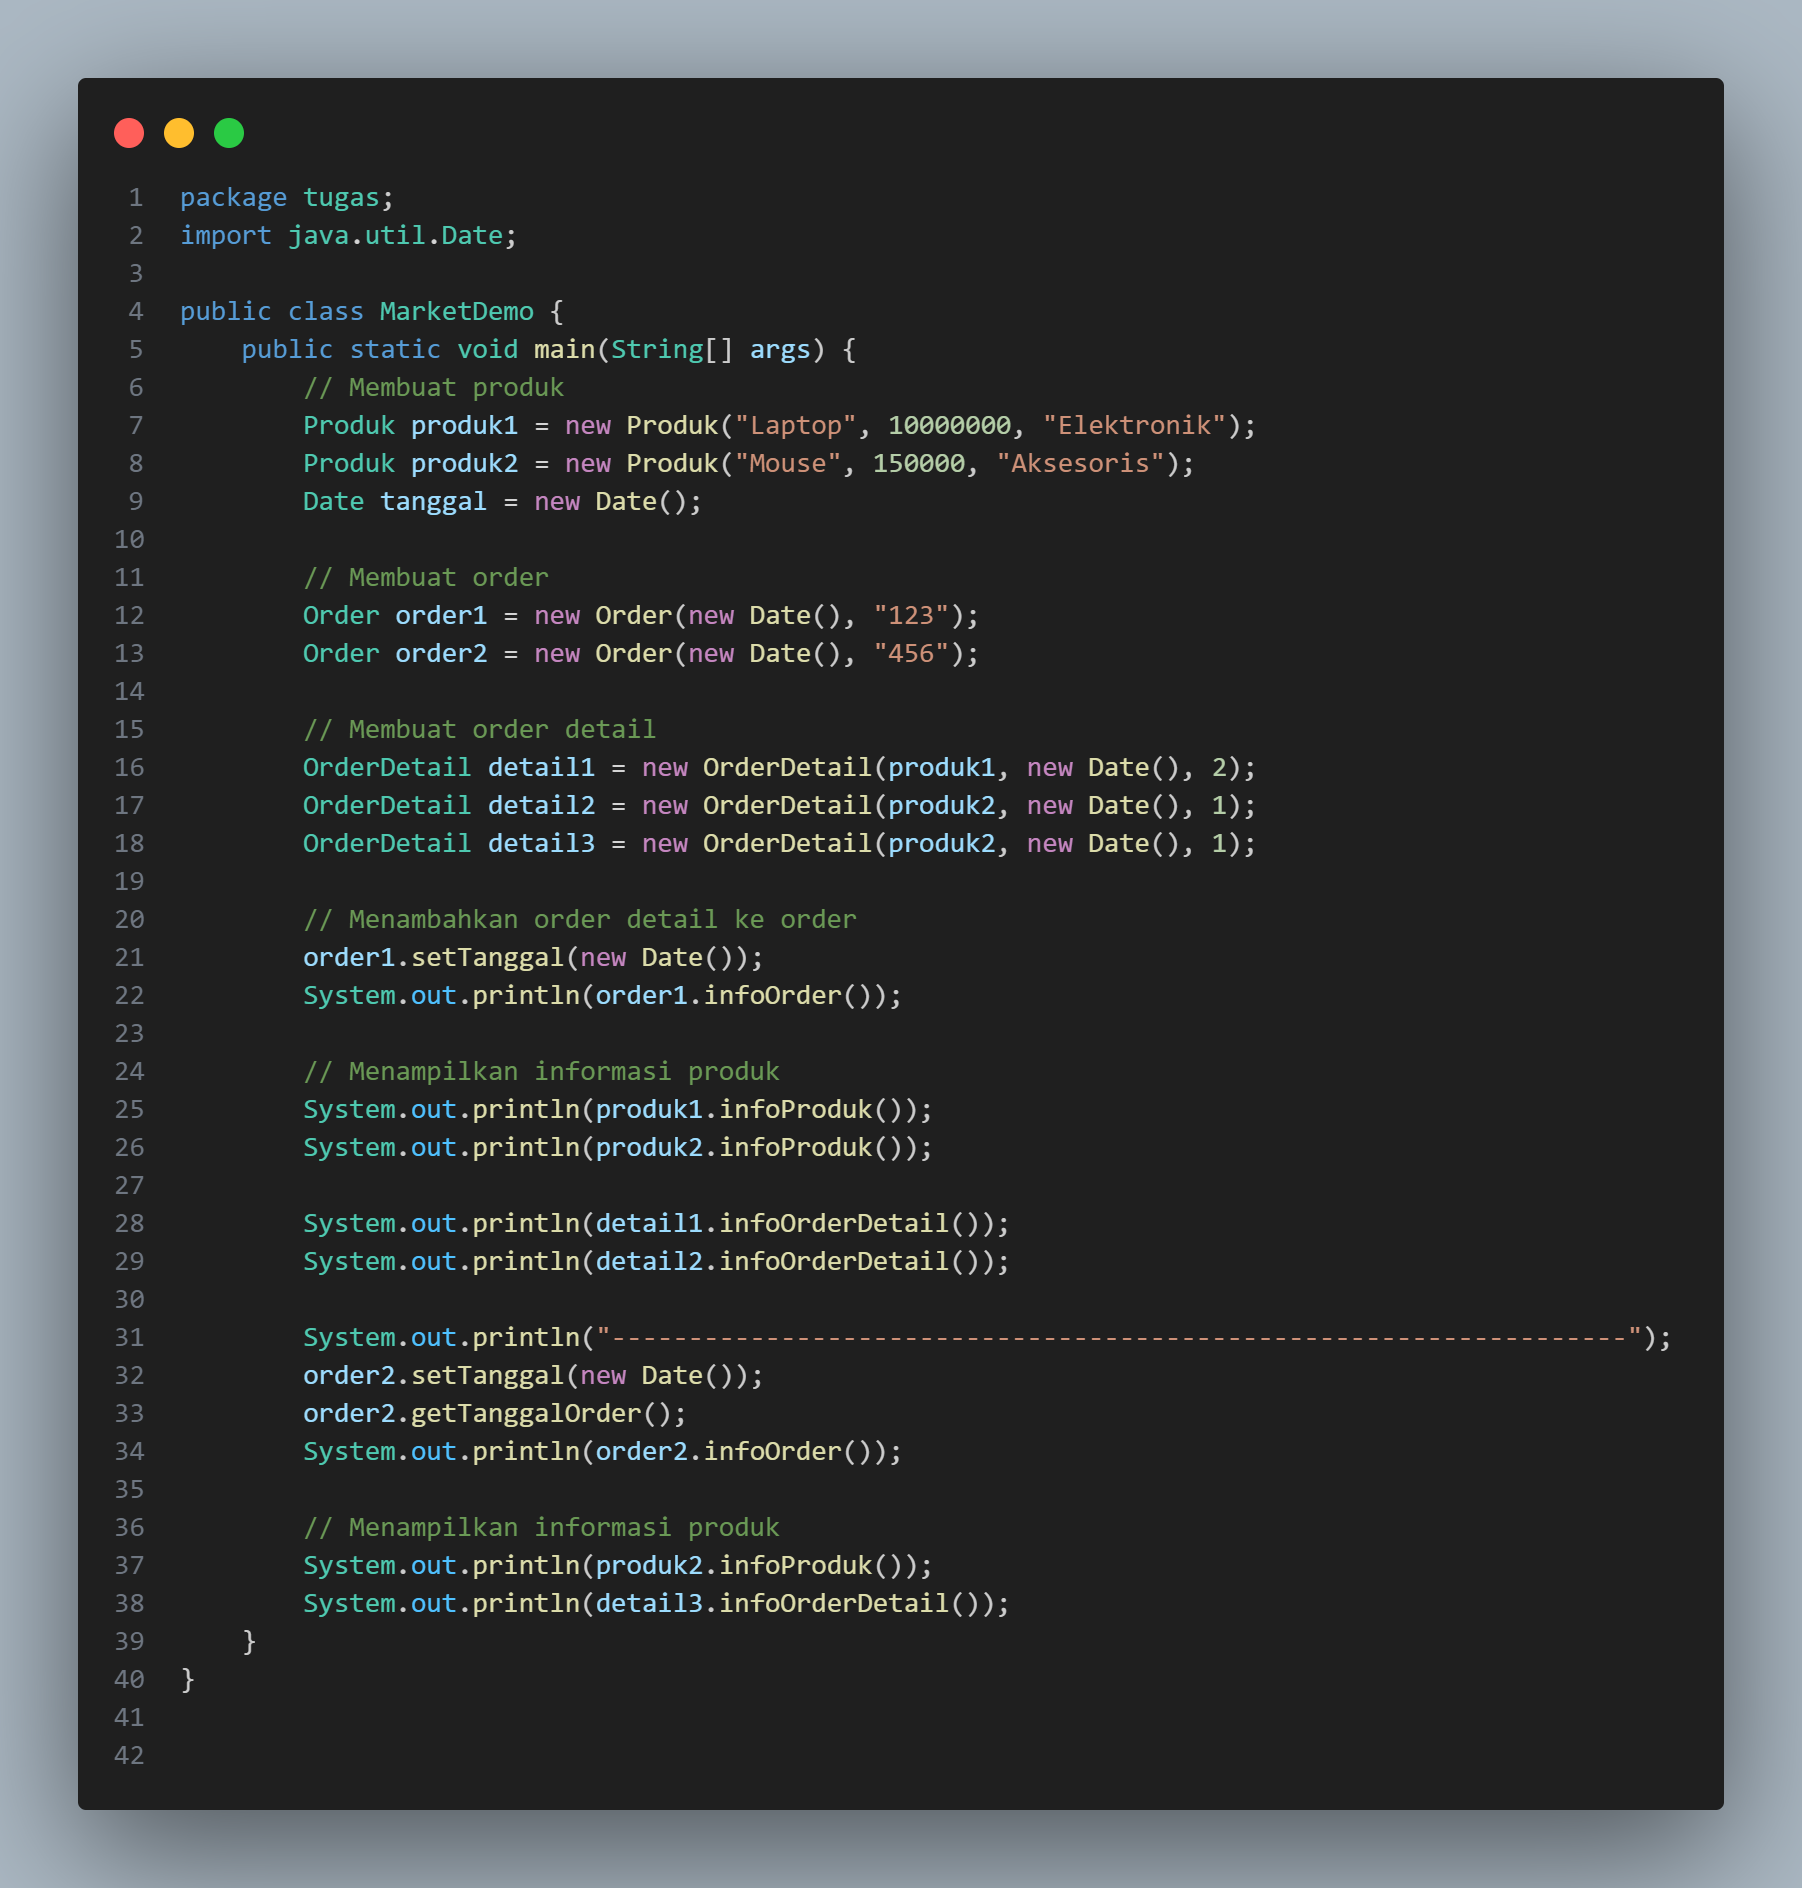 1 package tugas;
2 import java.util.Date;
3
4 public class MarketDemo {
5     public static void main(String[] args) {
6         // Membuat produk
7         Produk produk1 = new Produk("Laptop", 10000000, "Elektronik");
8         Produk produk2 = new Produk("Mouse", 150000, "Aksesoris");
9         Date tanggal = new Date();
10
11         // Membuat order
12         Order order1 = new Order(new Date(), "123");
13         Order order2 = new Order(new Date(), "456");
14
15         // Membuat order detail
16         OrderDetail detail1 = new OrderDetail(produk1, new Date(), 2);
17         OrderDetail detail2 = new OrderDetail(produk2, new Date(), 1);
18         OrderDetail detail3 = new OrderDetail(produk2, new Date(), 1);
19
20         // Menambahkan order detail ke order
21         order1.setTanggal(new Date());
22         System.out.println(order1.infoOrder());
23
24         // Menampilkan informasi produk
25         System.out.println(produk1.infoProduk());
26         System.out.println(produk2.infoProduk());
27
28         System.out.println(detail1.infoOrderDetail());
29         System.out.println(detail2.infoOrderDetail());
30
31         System.out.println("------------------------------------------------------------------");
32         order2.setTanggal(new Date());
33         order2.getTanggalOrder();
34         System.out.println(order2.infoOrder());
35
36         // Menampilkan informasi produk
37         System.out.println(produk2.infoProduk());
38         System.out.println(detail3.infoOrderDetail());
39     }
40 }
41
42